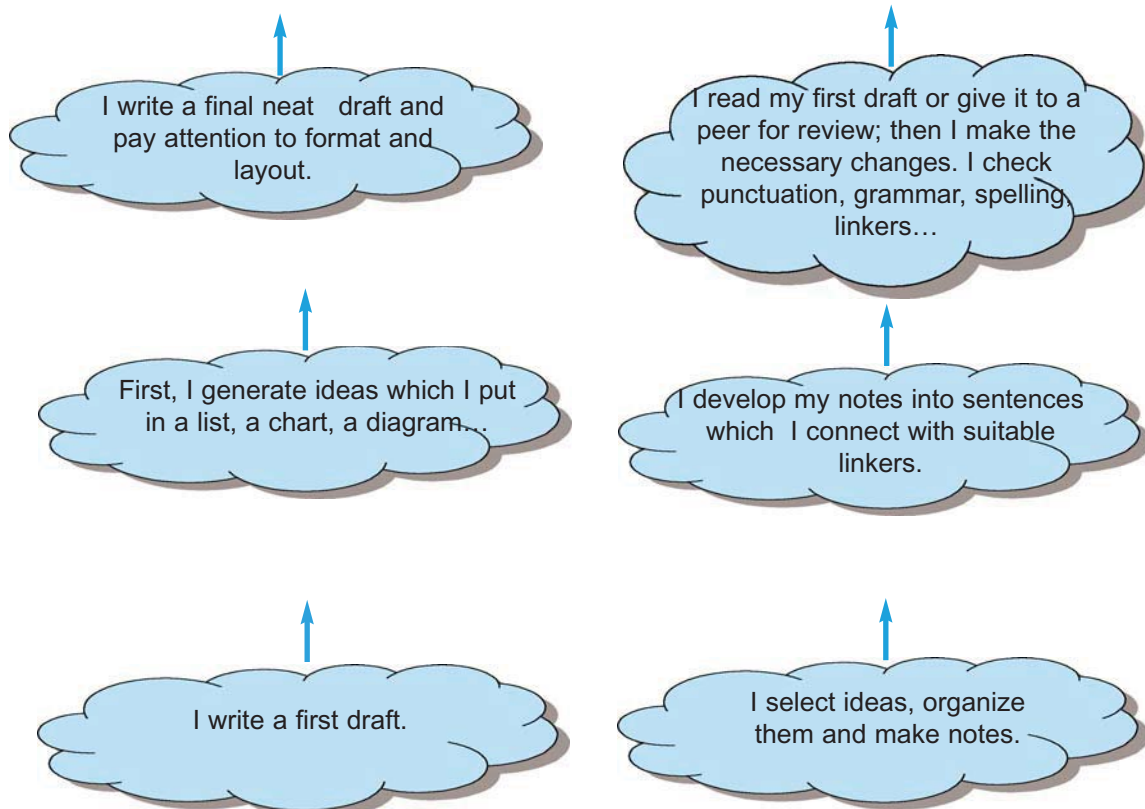 I write a final neat draft and
pay attention to format and
layout.
I read my first draft or give it to a
peer for review; then I make the
necessary changes. I check
punctuation, grammar, spelling,
linkers…
First, I generate ideas which I put
in a list, a chart, a diagram…
I develop my notes into sentences
which I connect with suitable
linkers.
I write a first draft.
I select ideas, organize
them and make notes.